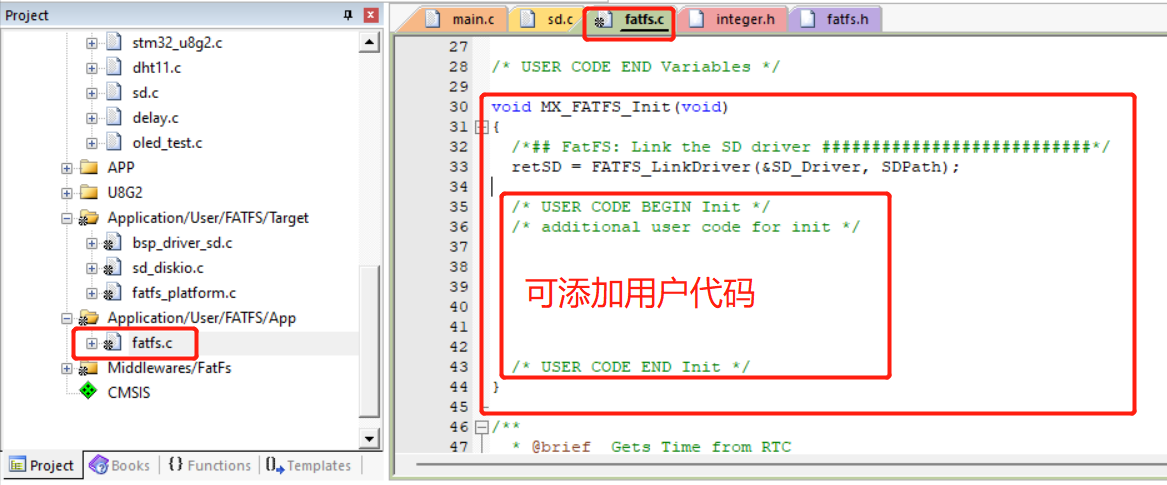 Project
stm32_u8g2.c
dht11.c
sd.c
delay.c
oled_test.c
APP
U8G2
Application/User/FATFS/Target
bsp_driver_sd.c
sd_diskio.c
fatfs_platform.c
Application/User/FATFS/App
fatfs.c
Middlewares/FatFs
CMSIS
Project Books {} Functions 0 Templates
main.c sd.c fatfs.c integer.h fatfs.h
27
28 /* USER CODE END Variables */
29
30 void MX_FATFS_Init(void)
31 {
32 /*## FatFS: Link the SD driver ###########################*/
33 retSD = FATFS_LinkDriver(&SD_Driver, SDPath);
34
35 /* USER CODE BEGIN Init */
36 /* additional user code for init */
37
38
39 可添加用户代码
40
41
42
43 /* USER CODE END Init */
44 }
45
46 /**
47 * @brief Gets Time from RTC